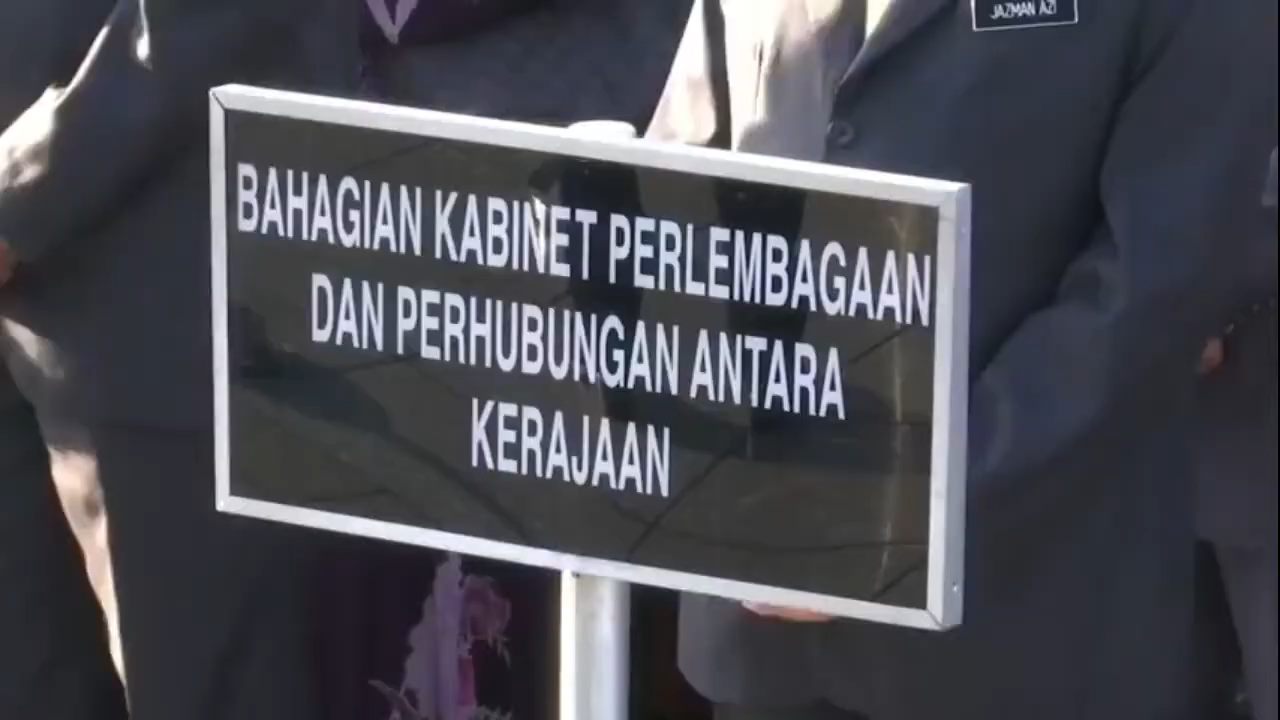 JAZMAN AZI
BAHAGIAN KABINET PERLEMBAGAAN
DAN PERHUBUNGAN ANTARA
KERAJAAN